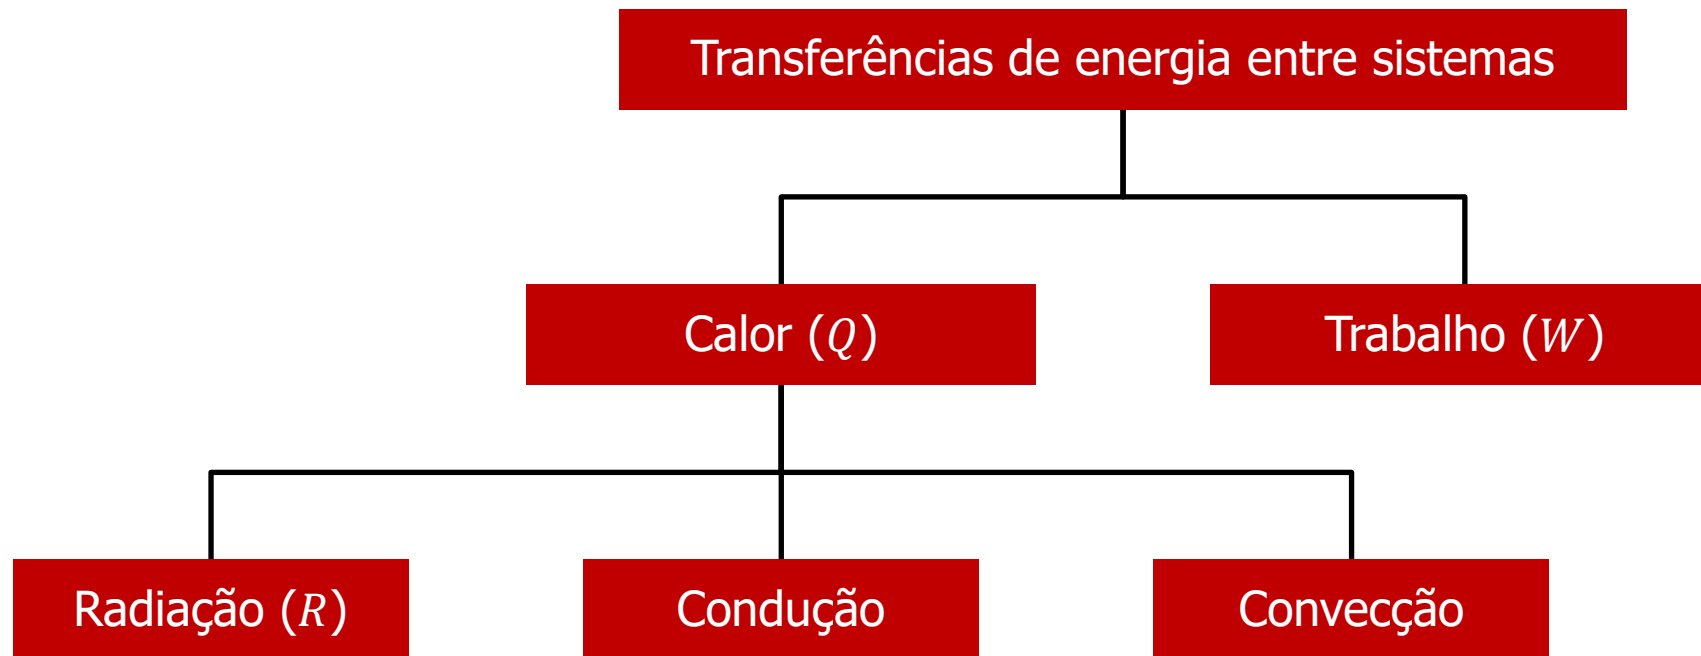 Transferências de energia entre sistemas
Calor (Q)
Trabalho (W)
Radiação (R)
Condução
Convecção